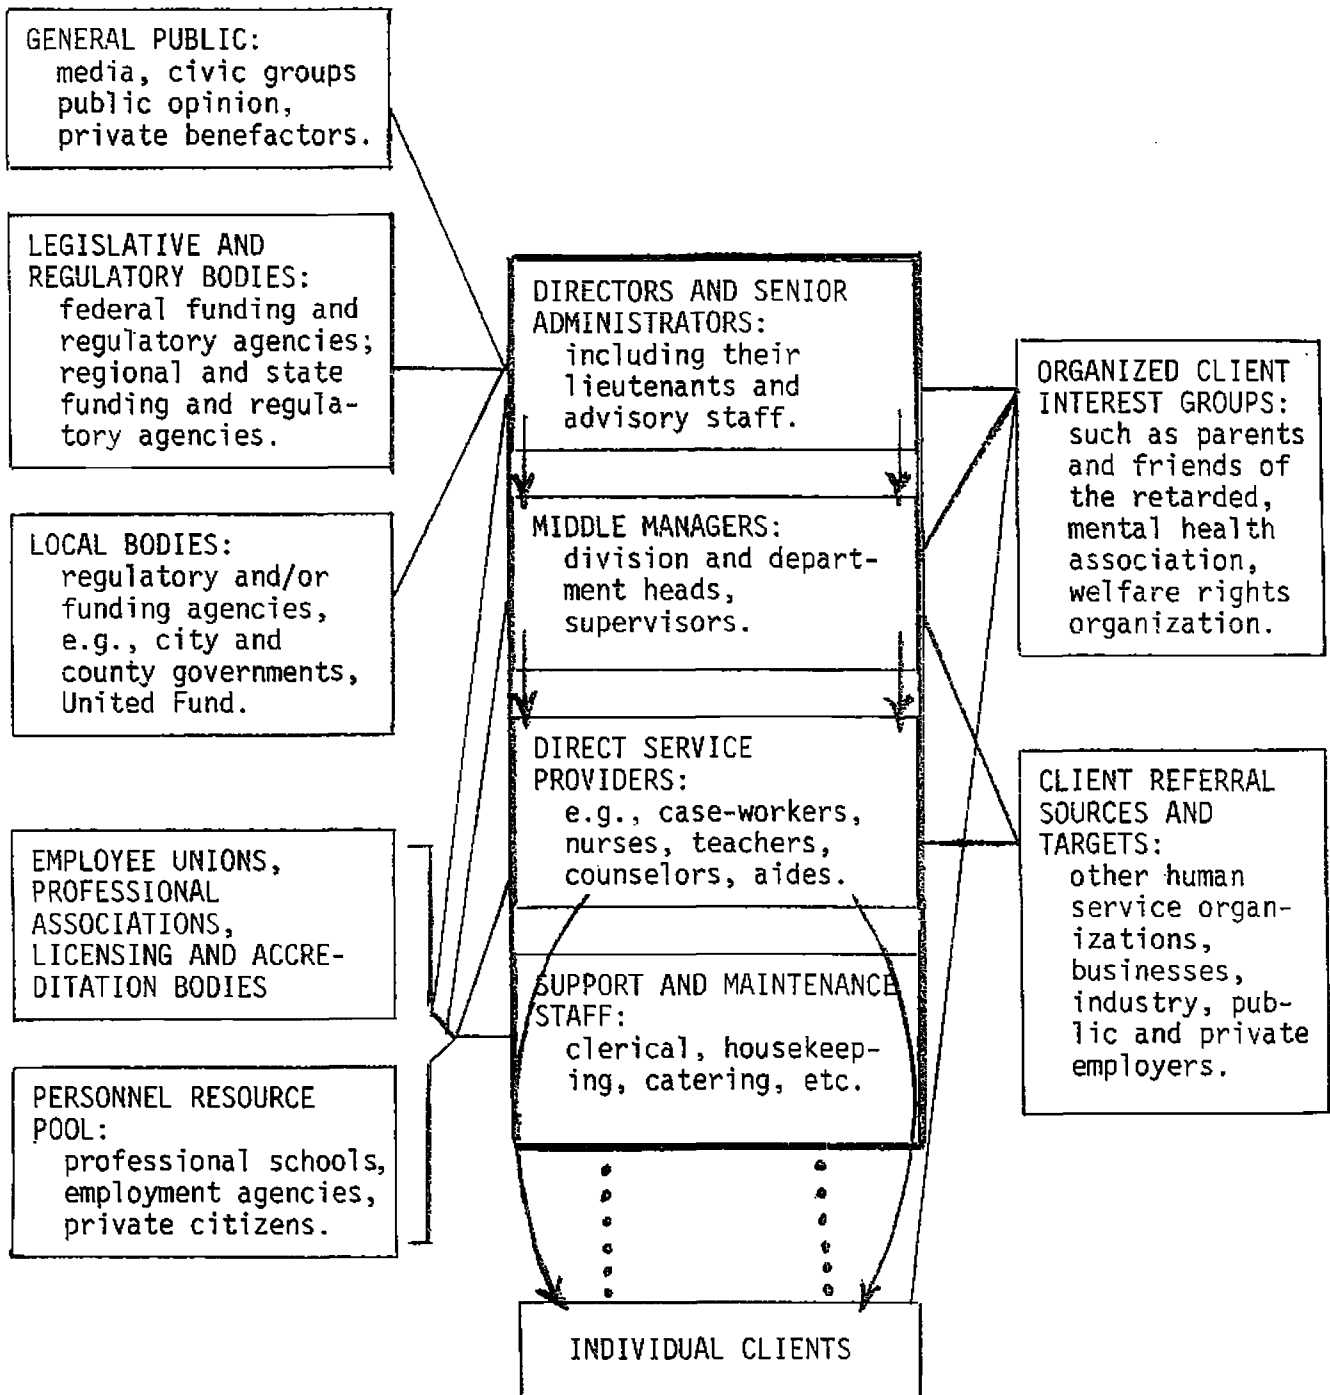 GENERAL PUBLIC:
media, civic groups
public opinion,
private benefactors.
LEGISLATIVE AND
REGULATORY BODIES:
federal funding and
regulatory agencies;
regional and state
funding and regula-
tory agencies.
LOCAL BODIES:
regulatory and/or
funding agencies,
e.g., city and
county governments,
United Fund.
EMPLOYEE UNIONS,
PROFESSIONAL
ASSOCIATIONS,
LICENSING AND ACCRE-
DITATION BODIES
PERSONNEL RESOURCE
POOL:
professional schools,
employment agencies,
private citizens.
DIRECTORS AND SENIOR
ADMINISTRATORS:
including their
lieutenants and
advisory staff.
MIDDLE MANAGERS:
division and depart-
ment heads,
supervisors.
DIRECT SERVICE
PROVIDERS:
e.g., case-workers,
nurses, teachers,
counselors, aides.
SUPPORT AND MAINTENANCE
STAFF:
clerical, housekeep-
ing, catering, etc.
INDIVIDUAL CLIENTS
ORGANIZED CLIENT
INTEREST GROUPS:
such as parents
and friends of
the retarded,
mental health
association,
welfare rights
organization.
CLIENT REFERRAL
SOURCES AND
TARGETS:
other human
service organ-
izations,
businesses,
industry, pub-
lic and private
employers.